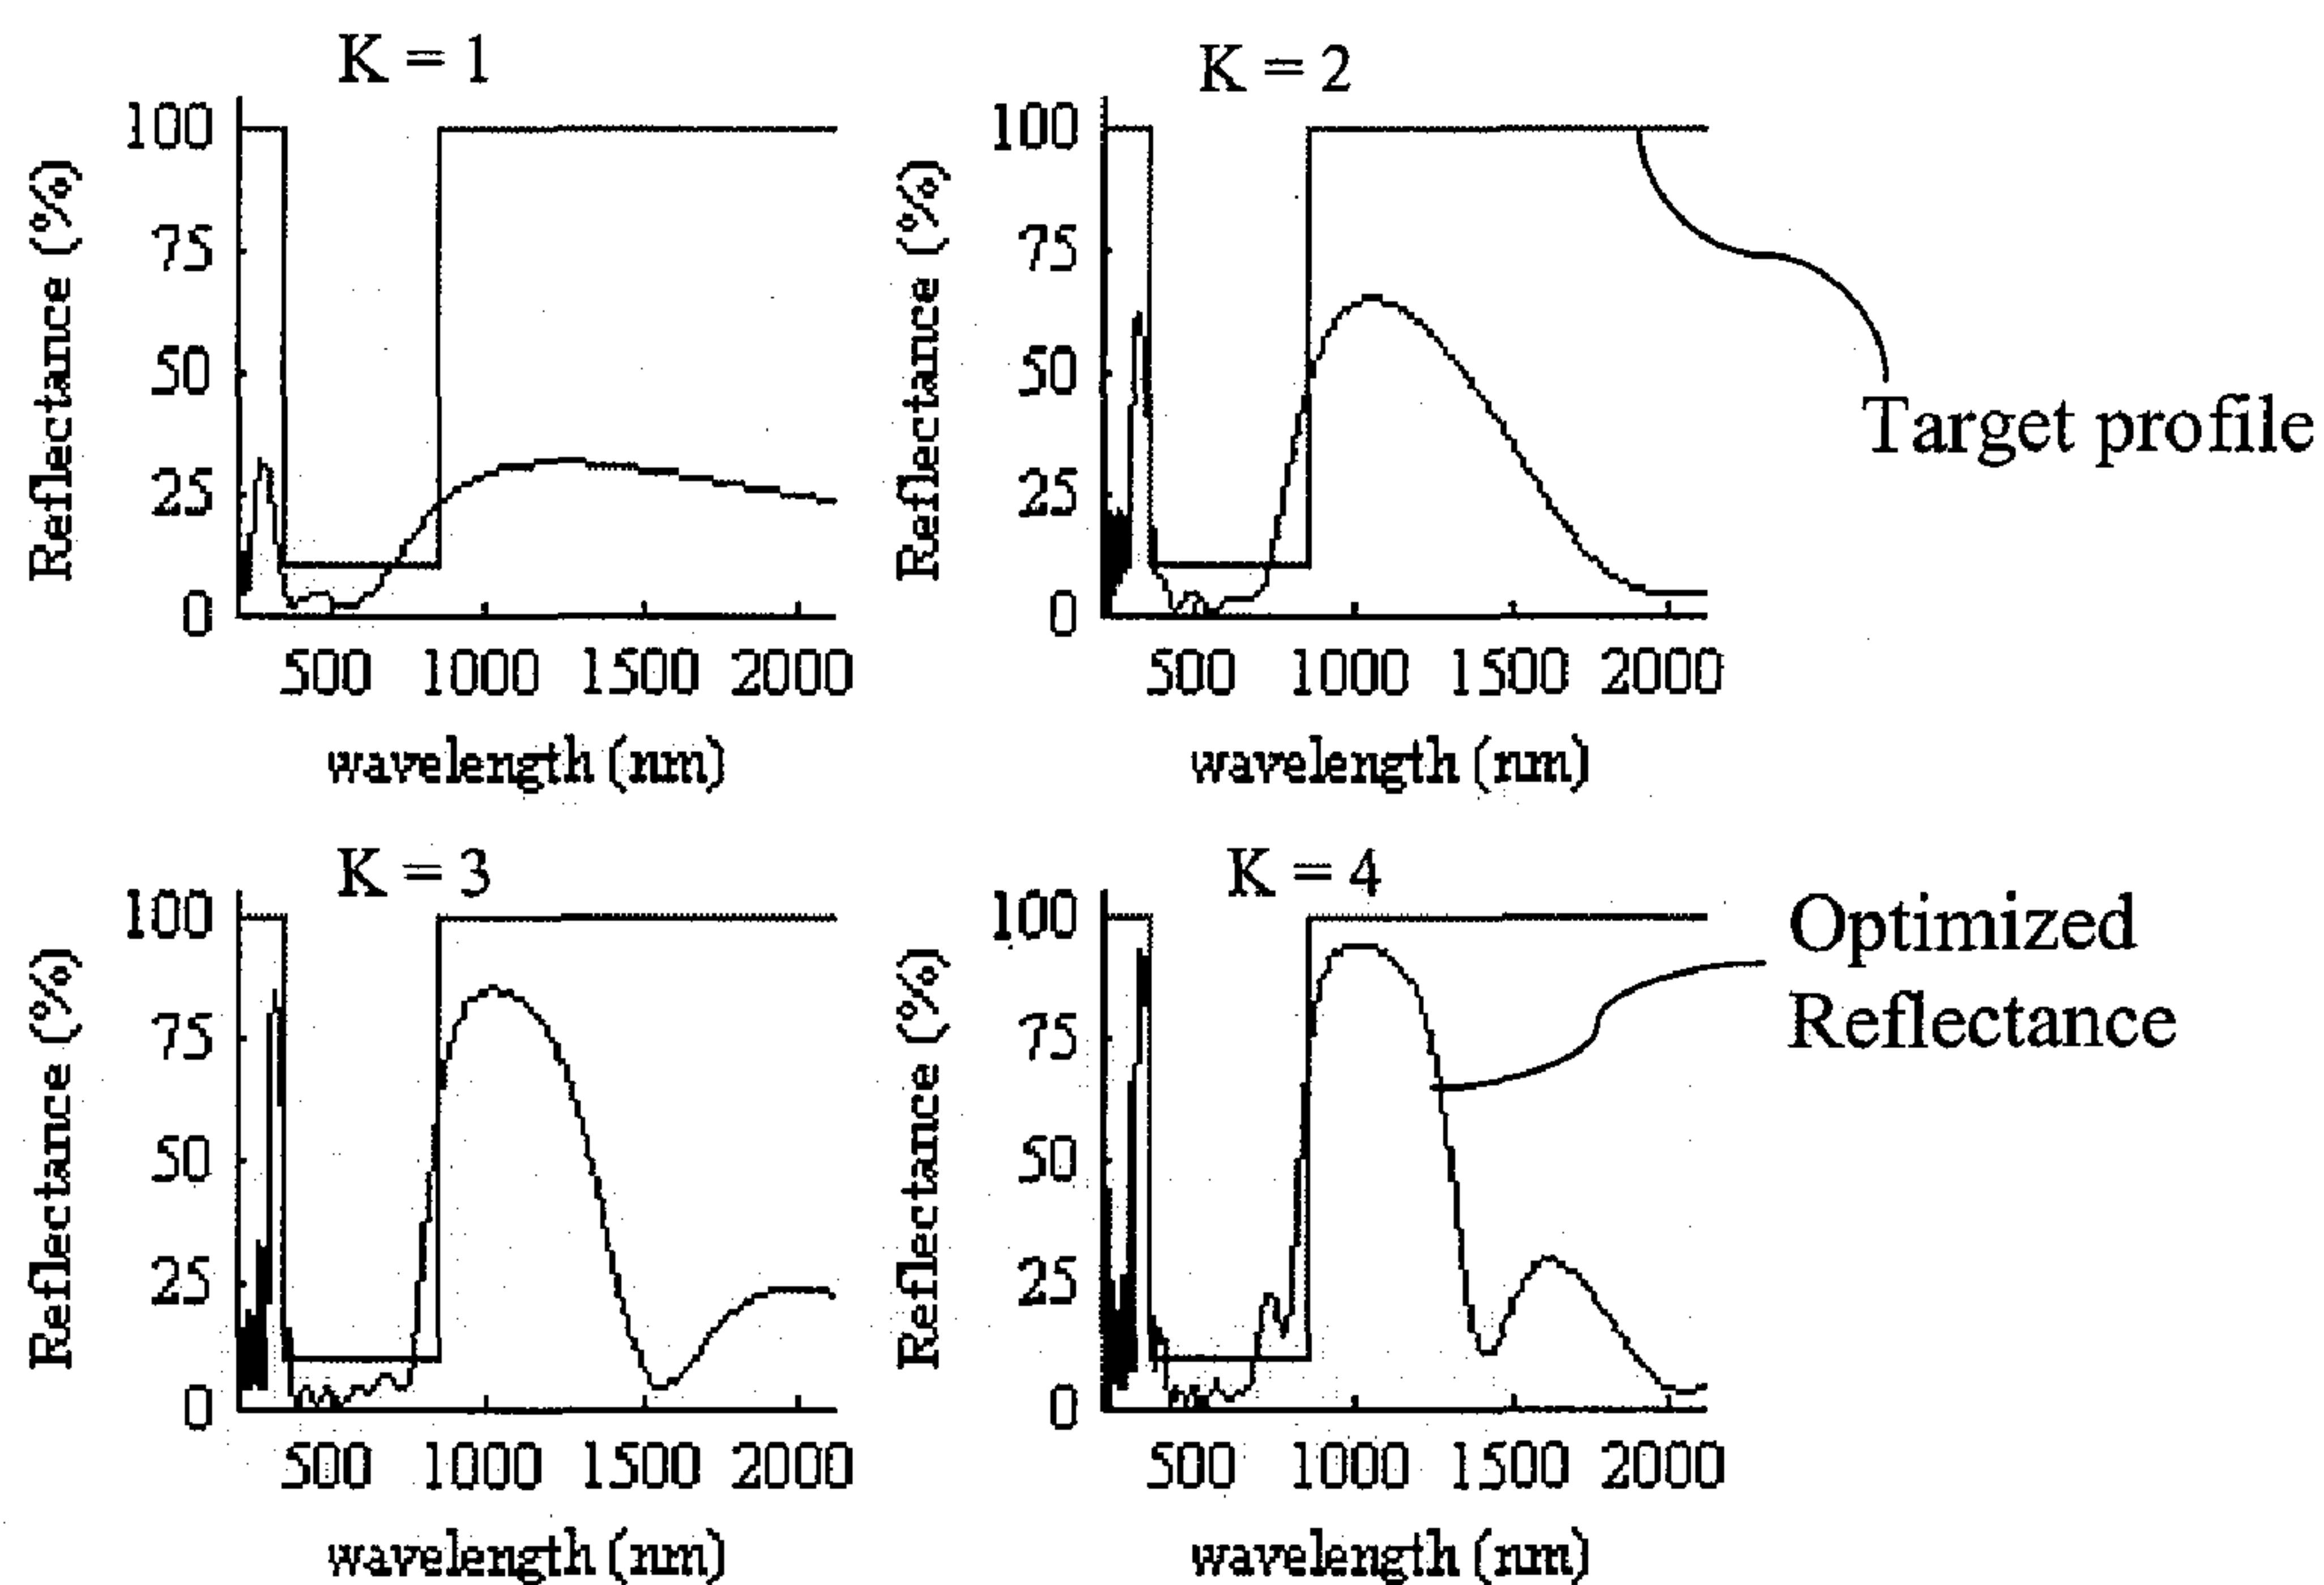 K = 1
100
75
50
25
0
Reflectance (%)
500 1000 1500 2000
wavelength (nm)
K = 2
100
75
50
25
0
Reflectance (%)
500 1000 1500 2000
wavelength (nm)
Target profile
K = 3
100
75
50
25
0
Reflectance (%)
500 1000 1500 2000
wavelength (nm)
K = 4
100
75
50
25
0
Reflectance (%)
500 1000 1500 2000
wavelength (nm)
Optimized
Reflectance